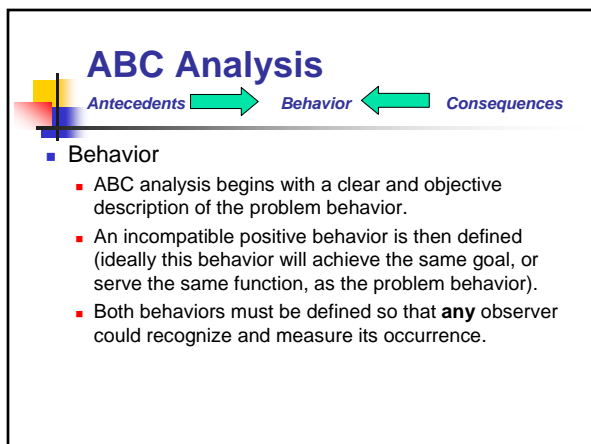 ABC Analysis
Antecedents Behavior Consequences
Behavior
ABC analysis begins with a clear and objective
description of the problem behavior.
An incompatible positive behavior is then defined
(ideally this behavior will achieve the same goal, or
serve the same function, as the problem behavior).
Both behaviors must be defined so that any observer
could recognize and measure its occurrence.